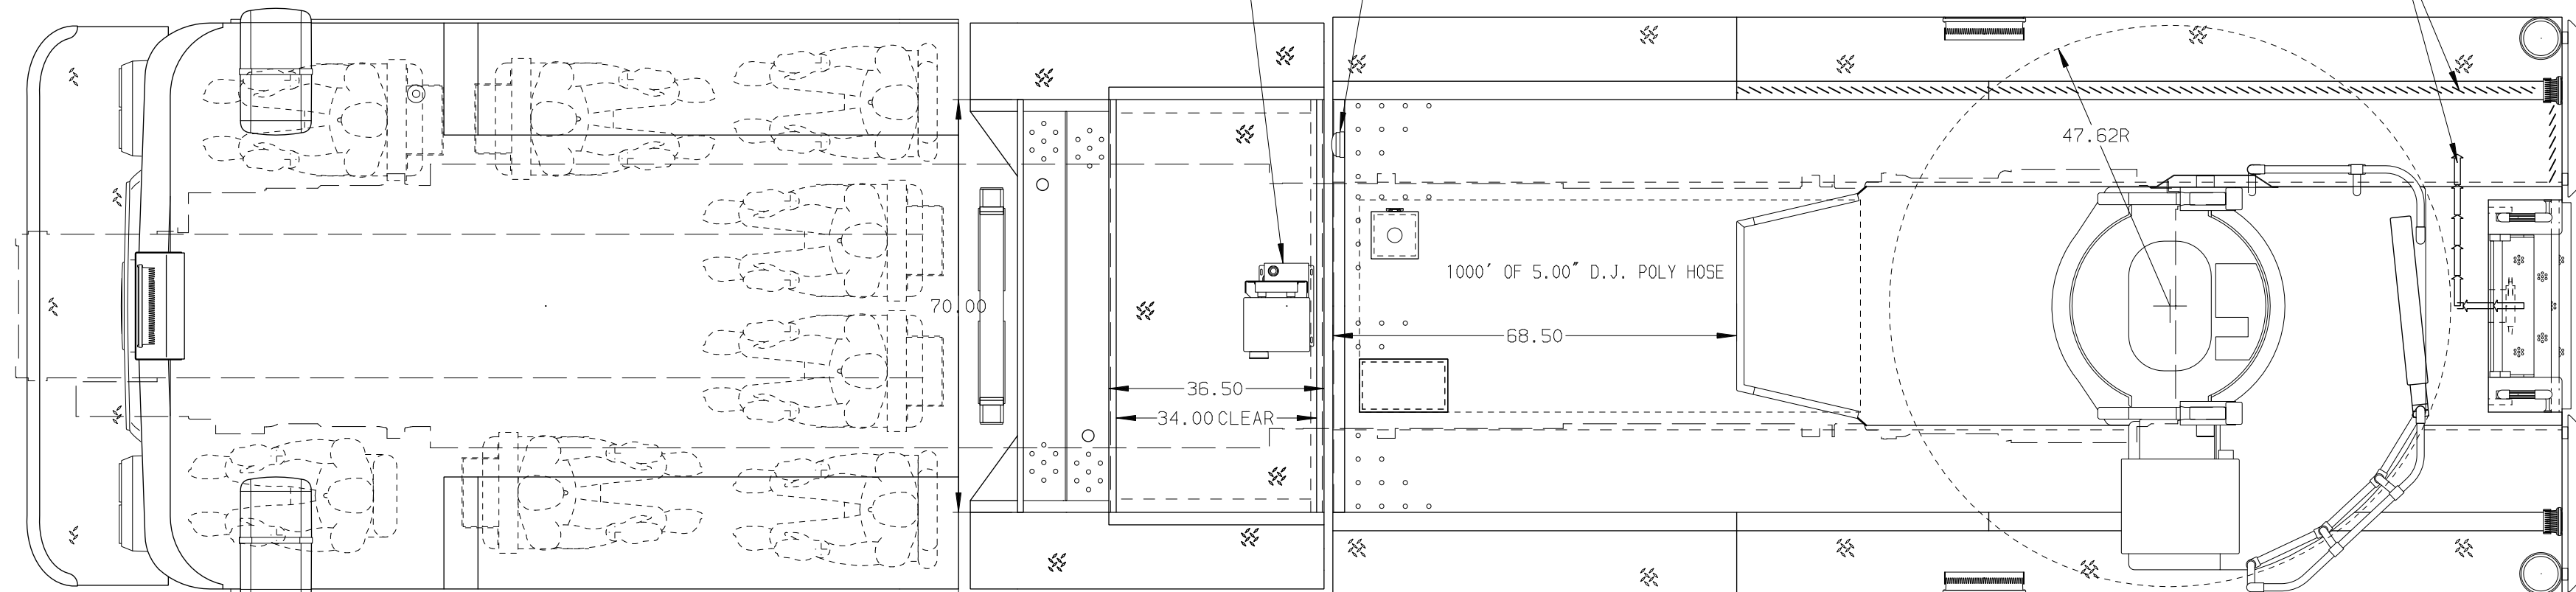 47.62R
1000' OF 5.00" D.J. POLY HOSE
70.00
68.50
36.50
34.00 CLEAR